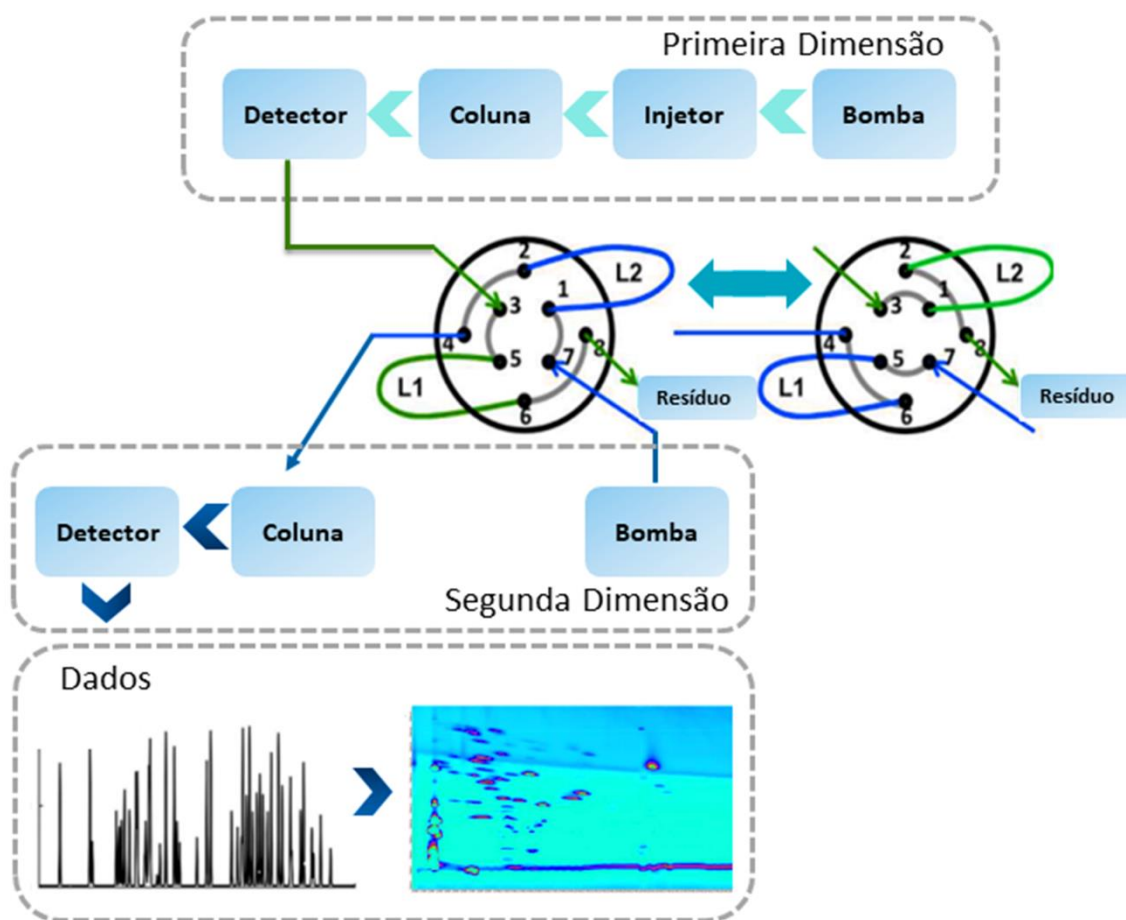 Primeira Dimensão
Detector
Coluna
Injetor
Bomba
2
L2
1
3
4
5
7
8
L1
6
Resíduo
2
L2
1
3
4
5
7
8
L1
6
Resíduo
Detector
Coluna
Bomba
Segunda Dimensão
Dados